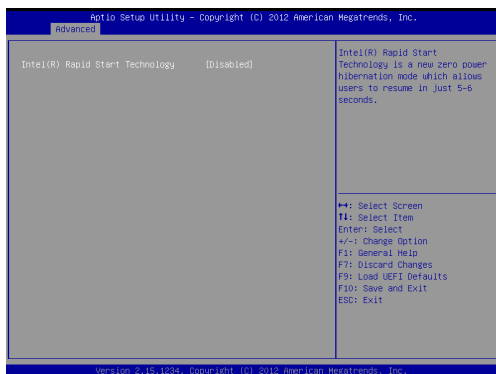 Aptio Setup Utility – Copyright (C) 2012 American Megatrends, Inc.
Advanced
Intel(R) Rapid Start Technology [Disabled]
Intel(R) Rapid Start
Technology is a new zero power
hibernation mode which allows
users to resume in just 5-6
seconds.
↔: Select Screen
↑↓: Select Item
Enter: Select
+/-: Change Option
F1: General Help
F7: Discard Changes
F9: Load UEFI Defaults
F10: Save and Exit
ESC: Exit
Version 2.15.1234. Copyright (C) 2012 American Megatrends, Inc.